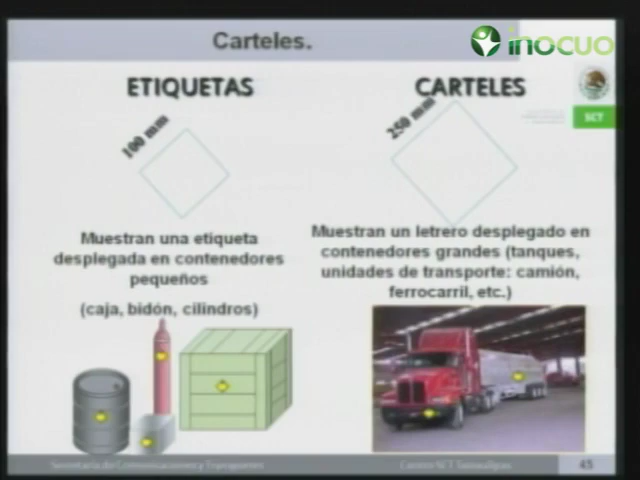 Carteles.
inocuo
ETIQUETAS
CARTELES
SCT
100 mm
250 mm
Muestran una etiqueta
desplegada en contenedores
pequeños
(caja, bidón, cilindros)
Muestran un letrero desplegado en
contenedores grandes (tanques,
unidades de transporte: camión,
ferrocarril, etc.)
Secretaría de Comunicaciones y Transportes
Centro SCT Tamaulipas
45